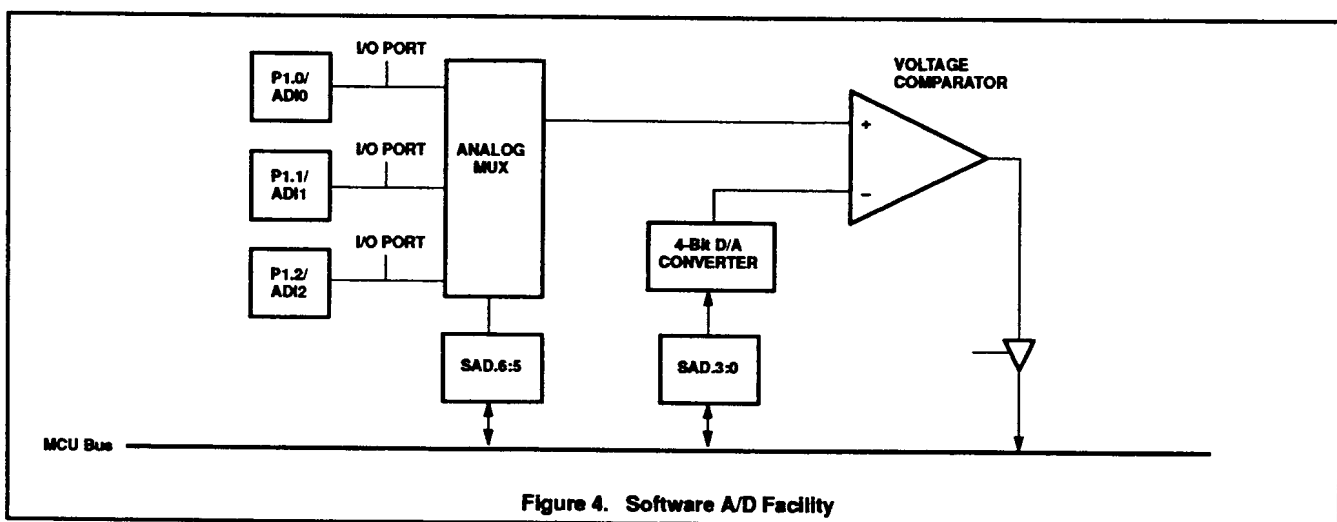 I/O PORT
P1.0/
ADI0
I/O PORT
P1.1/
ADI1
I/O PORT
P1.2/
ADI2
ANALOG
MUX
SAD.6:5
VOLTAGE
COMPARATOR
+
−
4-Bit D/A
CONVERTER
SAD.3:0
MCU Bus
Figure 4. Software A/D Facility